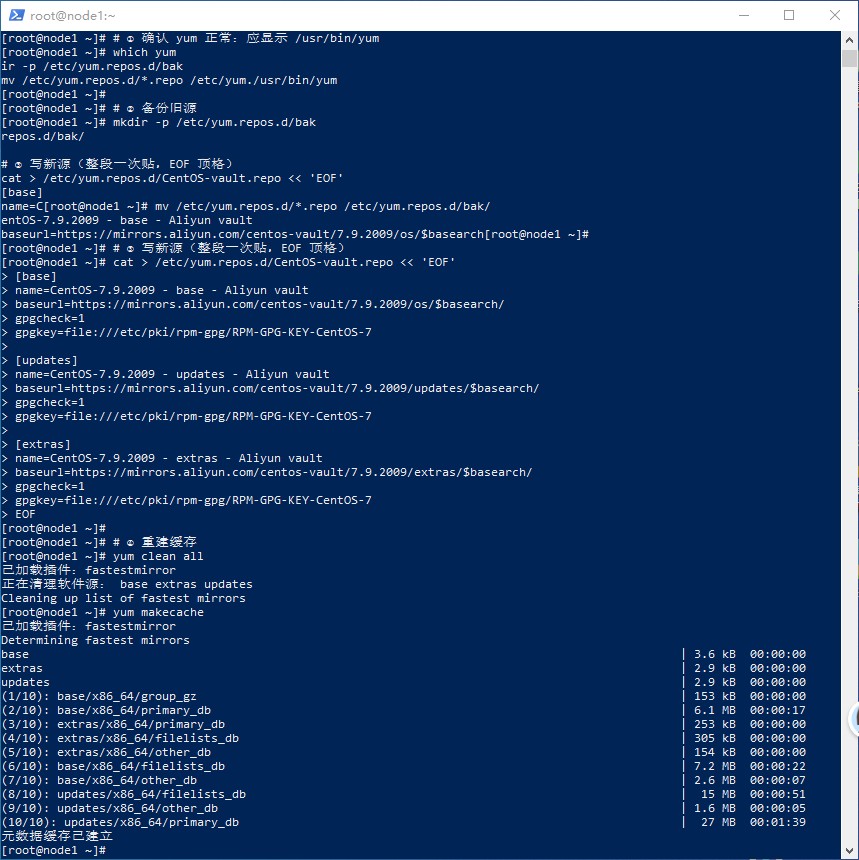 root@node1:~
[root@node1 ~]# # 确认 yum 正常: 应显示 /usr/bin/yum
[root@node1 ~]# which yum
ir -p /etc/yum.repos.d/bak
mv /etc/yum.repos.d/*.repo /etc/yum./usr/bin/yum
[root@node1 ~]#
[root@node1 ~]# # 备份旧源
[root@node1 ~]# mkdir -p /etc/yum.repos.d/bak
repos.d/bak/
# 写新源（整段一次贴，EOF 顶格）
cat > /etc/yum.repos.d/CentOS-vault.repo << 'EOF'
[base]
name=C[root@node1 ~]# mv /etc/yum.repos.d/*.repo /etc/yum.repos.d/bak/
entOS-7.9.2009 - base - Aliyun vault
baseurl=https://mirrors.aliyun.com/centos-vault/7.9.2009/os/$basearch[root@node1 ~]#
[root@node1 ~]# # 写新源（整段一次贴，EOF 顶格）
[root@node1 ~]# cat > /etc/yum.repos.d/CentOS-vault.repo << 'EOF'
> [base]
> name=CentOS-7.9.2009 - base - Aliyun vault
> baseurl=https://mirrors.aliyun.com/centos-vault/7.9.2009/os/$basearch/
> gpgcheck=1
> gpgkey=file:///etc/pki/rpm-gpg/RPM-GPG-KEY-CentOS-7
>
> [updates]
> name=CentOS-7.9.2009 - updates - Aliyun vault
> baseurl=https://mirrors.aliyun.com/centos-vault/7.9.2009/updates/$basearch/
> gpgcheck=1
> gpgkey=file:///etc/pki/rpm-gpg/RPM-GPG-KEY-CentOS-7
>
> [extras]
> name=CentOS-7.9.2009 - extras - Aliyun vault
> baseurl=https://mirrors.aliyun.com/centos-vault/7.9.2009/extras/$basearch/
> gpgcheck=1
> gpgkey=file:///etc/pki/rpm-gpg/RPM-GPG-KEY-CentOS-7
> EOF
[root@node1 ~]#
[root@node1 ~]# # 重建缓存
[root@node1 ~]# yum clean all
已加载插件：fastestmirror
正在清理软件源： base extras updates
Cleaning up list of fastest mirrors
[root@node1 ~]# yum makecache
已加载插件：fastestmirror
Determining fastest mirrors
base | 3.6 kB 00:00:00
extras | 2.9 kB 00:00:00
updates | 2.9 kB 00:00:00
(1/10): base/x86_64/group_gz | 153 kB 00:00:00
(2/10): base/x86_64/primary_db | 6.1 MB 00:00:17
(3/10): extras/x86_64/primary_db | 253 kB 00:00:00
(4/10): extras/x86_64/filelists_db | 305 kB 00:00:00
(5/10): extras/x86_64/other_db | 154 kB 00:00:00
(6/10): base/x86_64/filelists_db | 7.2 MB 00:00:22
(7/10): base/x86_64/other_db | 2.6 MB 00:00:07
(8/10): updates/x86_64/filelists_db | 15 MB 00:00:51
(9/10): updates/x86_64/other_db | 1.6 MB 00:00:05
(10/10): updates/x86_64/primary_db | 27 MB 00:01:39
元数据缓存已建立
[root@node1 ~]#